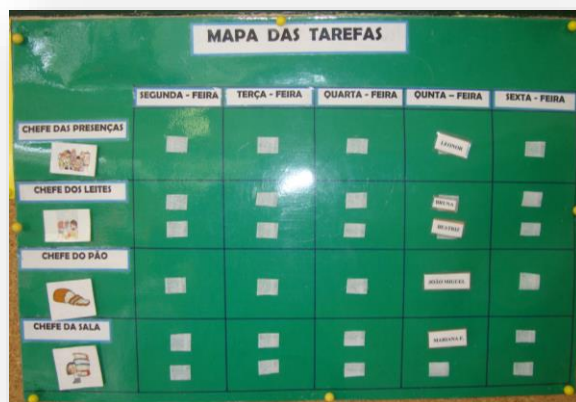 MAPA DAS TAREFAS
SEGUNDA - FEIRA TERÇA - FEIRA QUARTA - FEIRA QUNTA – FEIRA SEXTA - FEIRA
CHEFE DAS PRESENÇAS
LEONOR
CHEFE DOS LEITES
BRUNA
BEATRIZ
CHEFE DO PÃO
JOÃO MIGUEL
CHEFE DA SALA
MARIANA F.